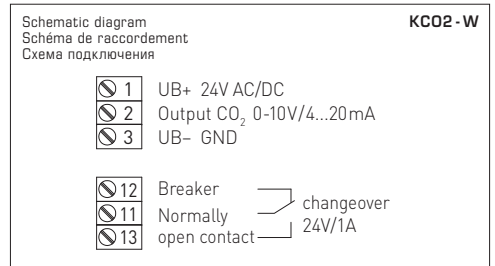 Schematic diagram
KCO2-W
Schéma de raccordement
Схема подключения
1 UB+ 24V AC/DC
2 Output CO₂ 0-10V/4...20mA
3 UB– GND
12 Breaker
changeover
11 Normally
24V/1A
13 open contact